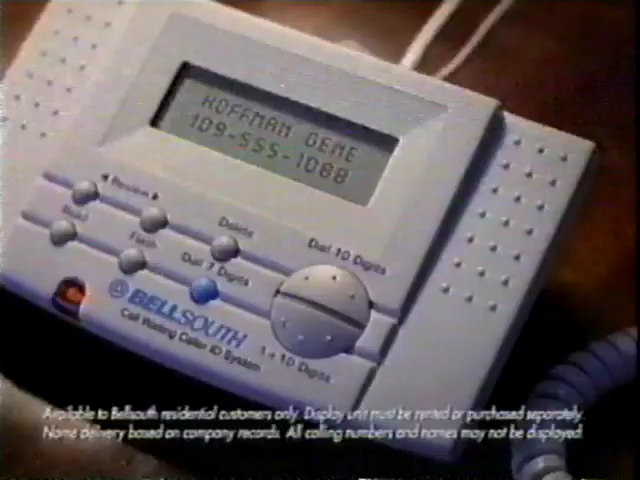 HOFFMAN GENE
109-555-1088
◄ Review ►
Delete
Dial 10 Digits
Hold
Flash
Dial 7 Digits
BELLSOUTH
Call Waiting Caller ID System
1 + 10 Digits
Available to Bellsouth residential customers only. Display unit must be rented or purchased separately.
Name delivery based on company records. All calling numbers and names may not be displayed.